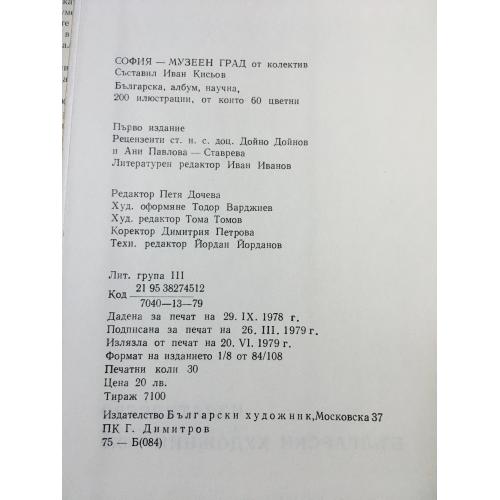 СОФИЯ — МУЗЕЕН ГРАД от колектив
Съставил Иван Кисьов
Българска, албум, научна,
200 илюстрации, от които 60 цветни
Първо издание
Рецензенти ст. н. с. доц. Дойно Дойнов
и Ани Павлова — Ставрева
Литературен редактор Иван Иванов
Редактор Петя Дочева
Худ. оформяне Тодор Варджиев
Худ. редактор Тома Томов
Коректор Димитрия Петрова
Техн. редактор Йордан Йорданов
Лит. група III
Код 21 95 38274512
7040—13—79
Дадена за печат на 29. IX. 1978 г.
Подписана за печат на 26. III. 1979 г.
Излязла от печат на 20. VI. 1979 г.
Формат на изданието 1/8 от 84/108
Печатни коли 30
Цена 20 лв.
Тираж 7100
Издателство Български художник, Московска 37
ПК Г. Димитров
75 — Б(084)